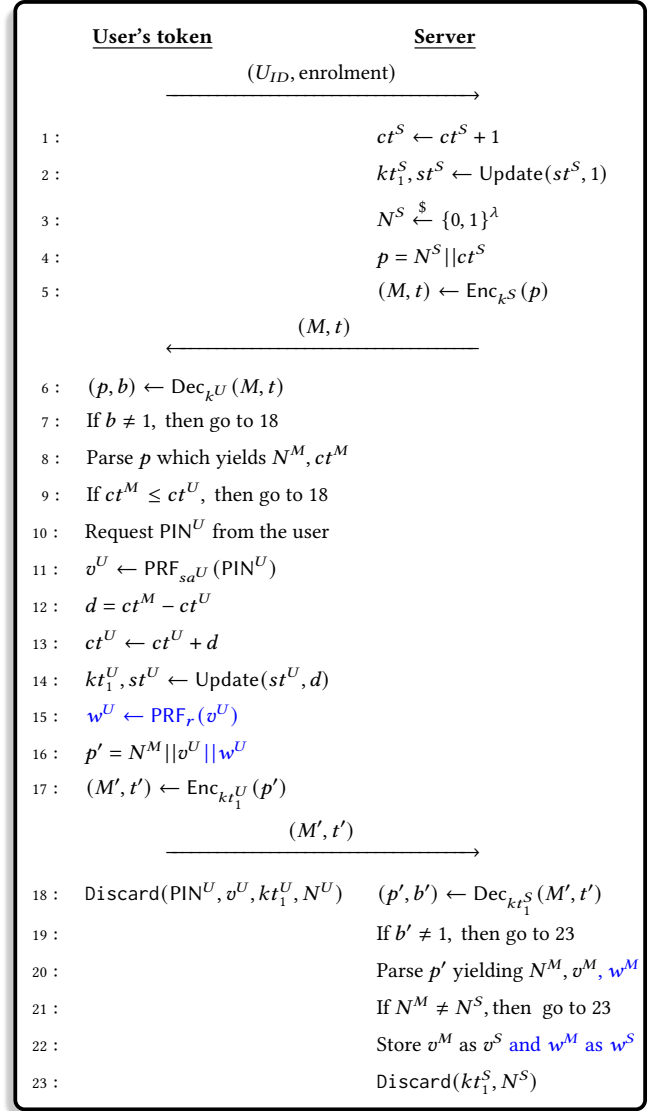 User's token Server
(U_{ID}, enrolment)
1 : ct^S ← ct^S + 1
2 : kt_1^S, st^S ← Update(st^S, 1)
3 : N^S ←^$ {0, 1}^λ
4 : p = N^S||ct^S
5 : (M, t) ← Enc_{k^S}(p)
(M, t)
6 : (p, b) ← Dec_{k^U}(M, t)
7 : If b ≠ 1, then go to 18
8 : Parse p which yields N^M, ct^M
9 : If ct^M ≤ ct^U, then go to 18
10 : Request PIN^U from the user
11 : v^U ← PRF_{sa^U}(PIN^U)
12 : d = ct^M − ct^U
13 : ct^U ← ct^U + d
14 : kt_1^U, st^U ← Update(st^U, d)
15 : w^U ← PRF_r(v^U)
16 : p′ = N^M||v^U||w^U
17 : (M′, t′) ← Enc_{kt_1^U}(p′)
(M′, t′)
18 : Discard(PIN^U, v^U, kt_1^U, N^U) (p′, b′) ← Dec_{kt_1^S}(M′, t′)
19 : If b′ ≠ 1, then go to 23
20 : Parse p′ yielding N^M, v^M, w^M
21 : If N^M ≠ N^S, then go to 23
22 : Store v^M as v^S and w^M as w^S
23 : Discard(kt_1^S, N^S)